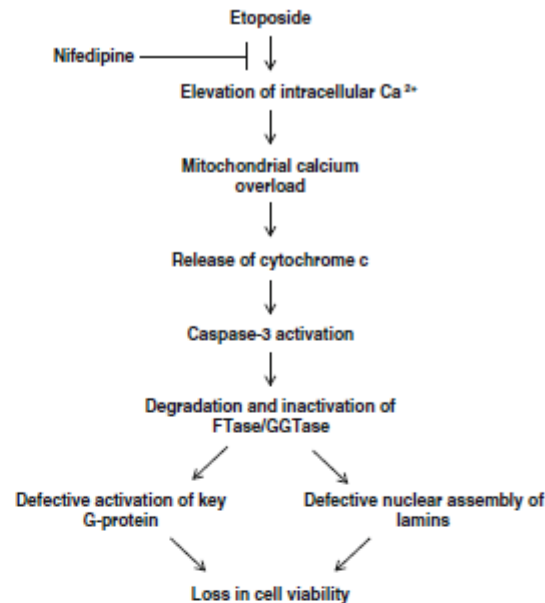 Etoposide
Nifedipine
Elevation of intracellular Ca²⁺
Mitochondrial calcium
overload
Release of cytochrome c
Caspase-3 activation
Degradation and inactivation of
FTase/GGTase
Defective activation of key
G-protein
Defective nuclear assembly of
lamins
Loss in cell viability